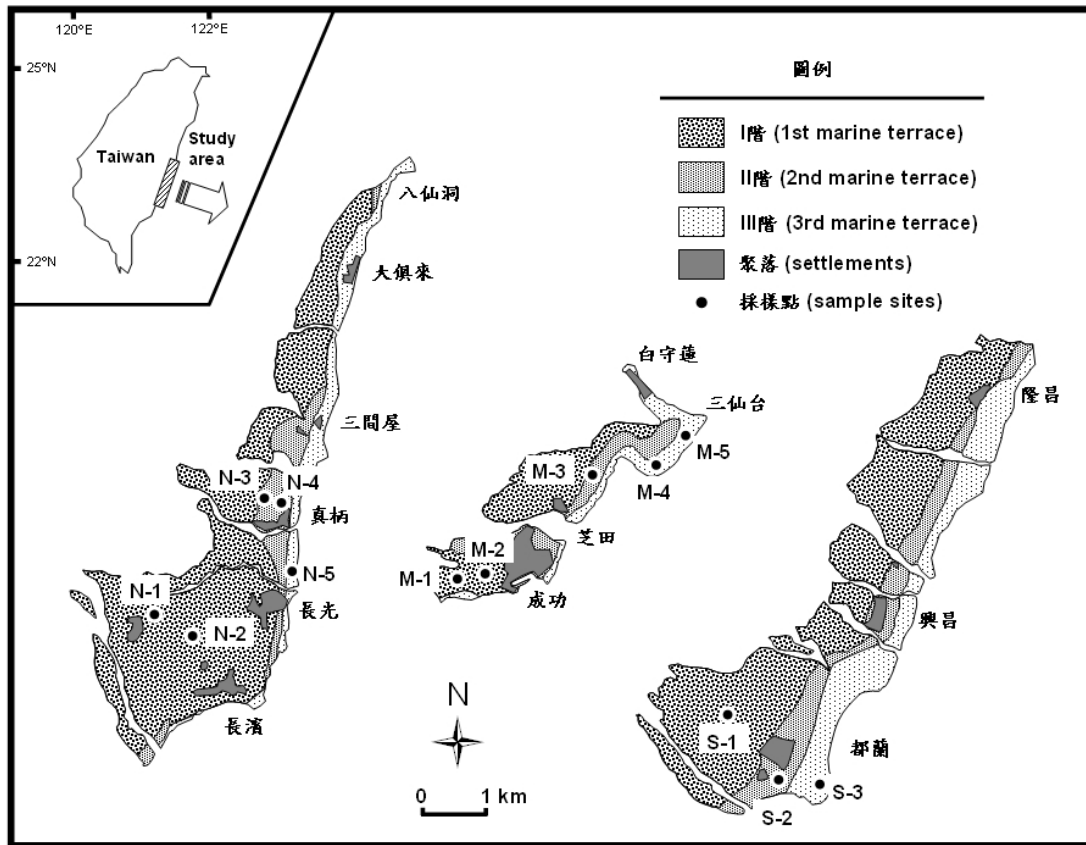 120°E
122°E
25°N
22°N
Taiwan
Study
area
圖例
I階 (1st marine terrace)
II階 (2nd marine terrace)
III階 (3rd marine terrace)
聚落 (settlements)
採樣點 (sample sites)
八仙洞
大俱來
三間屋
N-3
N-4
真柄
N-5
N-1
長光
N-2
長濱
白守蓮
三仙台
M-5
M-3
M-4
芝田
M-2
M-1
成功
隆昌
興昌
S-1
都蘭
S-3
S-2
N
0
1 km